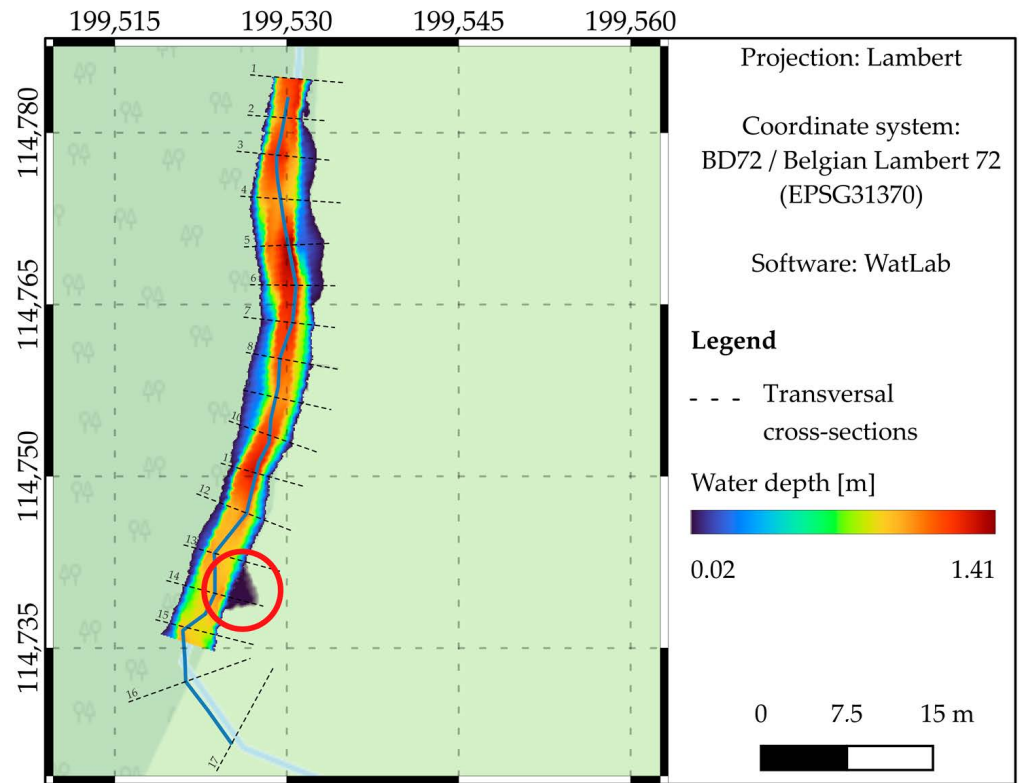 199,515 199,530 199,545 199,560
114,780
114,765
114,750
114,735
1
2
3
4
5
6
7
8
10
11
12
13
14
15
16
17
Projection: Lambert
Coordinate system:
BD72 / Belgian Lambert 72
(EPSG31370)
Software: WatLab
Legend
- - - Transversal
cross-sections
Water depth [m]
0.02 1.41
0 7.5 15 m